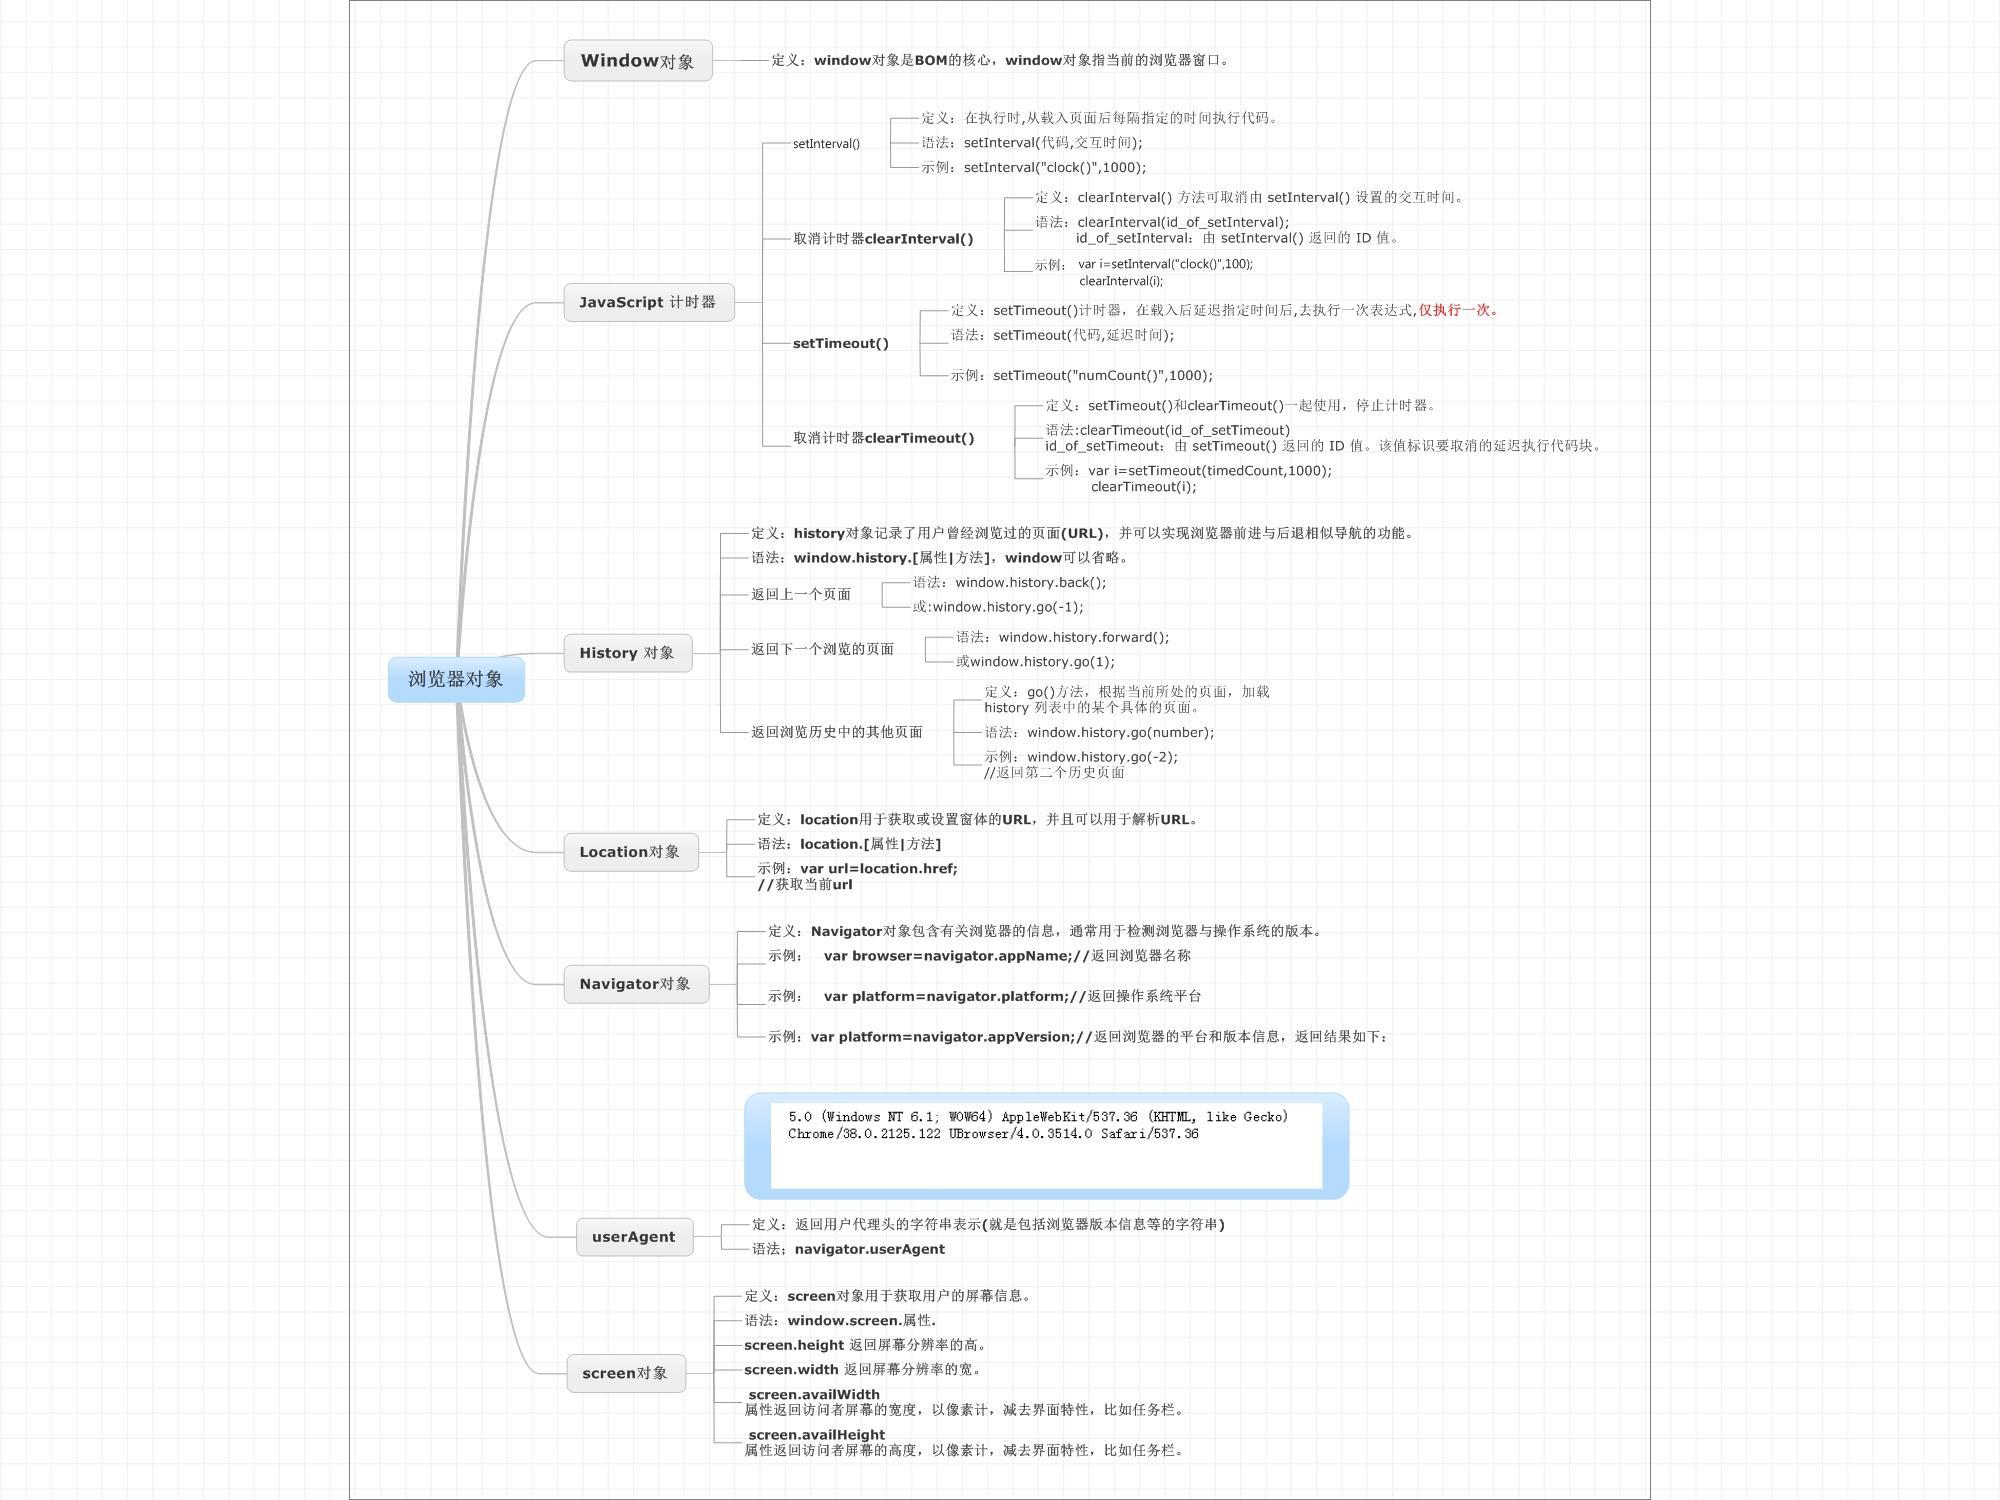 浏览器对象
Window对象
定义：window对象是BOM的核心，window对象指当前的浏览器窗口。
JavaScript 计时器
setInterval()
定义：在执行时,从载入页面后每隔指定的时间执行代码。
语法：setInterval(代码,交互时间);
示例：setInterval("clock()",1000);
取消计时器clearInterval()
定义：clearInterval() 方法可取消由 setInterval() 设置的交互时间。
语法：clearInterval(id_of_setInterval);
id_of_setInterval：由 setInterval() 返回的 ID 值。
示例： var i=setInterval("clock()",100);
clearInterval(i);
setTimeout()
定义：setTimeout()计时器，在载入后延迟指定时间后,去执行一次表达式,仅执行一次。
语法：setTimeout(代码,延迟时间);
示例：setTimeout("numCount()",1000);
取消计时器clearTimeout()
定义：setTimeout()和clearTimeout()一起使用，停止计时器。
语法:clearTimeout(id_of_setTimeout)
id_of_setTimeout：由 setTimeout() 返回的 ID 值。该值标识要取消的延迟执行代码块。
示例：var i=setTimeout(timedCount,1000);
clearTimeout(i);
History 对象
定义：history对象记录了用户曾经浏览过的页面(URL)，并可以实现浏览器前进与后退相似导航的功能。
语法：window.history.[属性|方法]，window可以省略。
返回上一个页面
语法：window.history.back();
或:window.history.go(-1);
返回下一个浏览的页面
语法：window.history.forward();
或window.history.go(1);
返回浏览历史中的其他页面
定义：go()方法，根据当前所处的页面，加载
history 列表中的某个具体的页面。
语法：window.history.go(number);
示例：window.history.go(-2);
//返回第二个历史页面
Location对象
定义：location用于获取或设置窗体的URL，并且可以用于解析URL。
语法：location.[属性|方法]
示例：var url=location.href;
//获取当前url
Navigator对象
定义：Navigator对象包含有关浏览器的信息，通常用于检测浏览器与操作系统的版本。
示例： var browser=navigator.appName;//返回浏览器名称
示例： var platform=navigator.platform;//返回操作系统平台
示例：var platform=navigator.appVersion;//返回浏览器的平台和版本信息，返回结果如下：
5.0 (Windows NT 6.1; WOW64) AppleWebKit/537.36 (KHTML, like Gecko)
Chrome/38.0.2125.122 UBrowser/4.0.3514.0 Safari/537.36
userAgent
定义：返回用户代理头的字符串表示(就是包括浏览器版本信息等的字符串)
语法；navigator.userAgent
screen对象
定义：screen对象用于获取用户的屏幕信息。
语法：window.screen.属性.
screen.height 返回屏幕分辨率的高。
screen.width 返回屏幕分辨率的宽。
screen.availWidth
属性返回访问者屏幕的宽度，以像素计，减去界面特性，比如任务栏。
screen.availHeight
属性返回访问者屏幕的高度，以像素计，减去界面特性，比如任务栏。